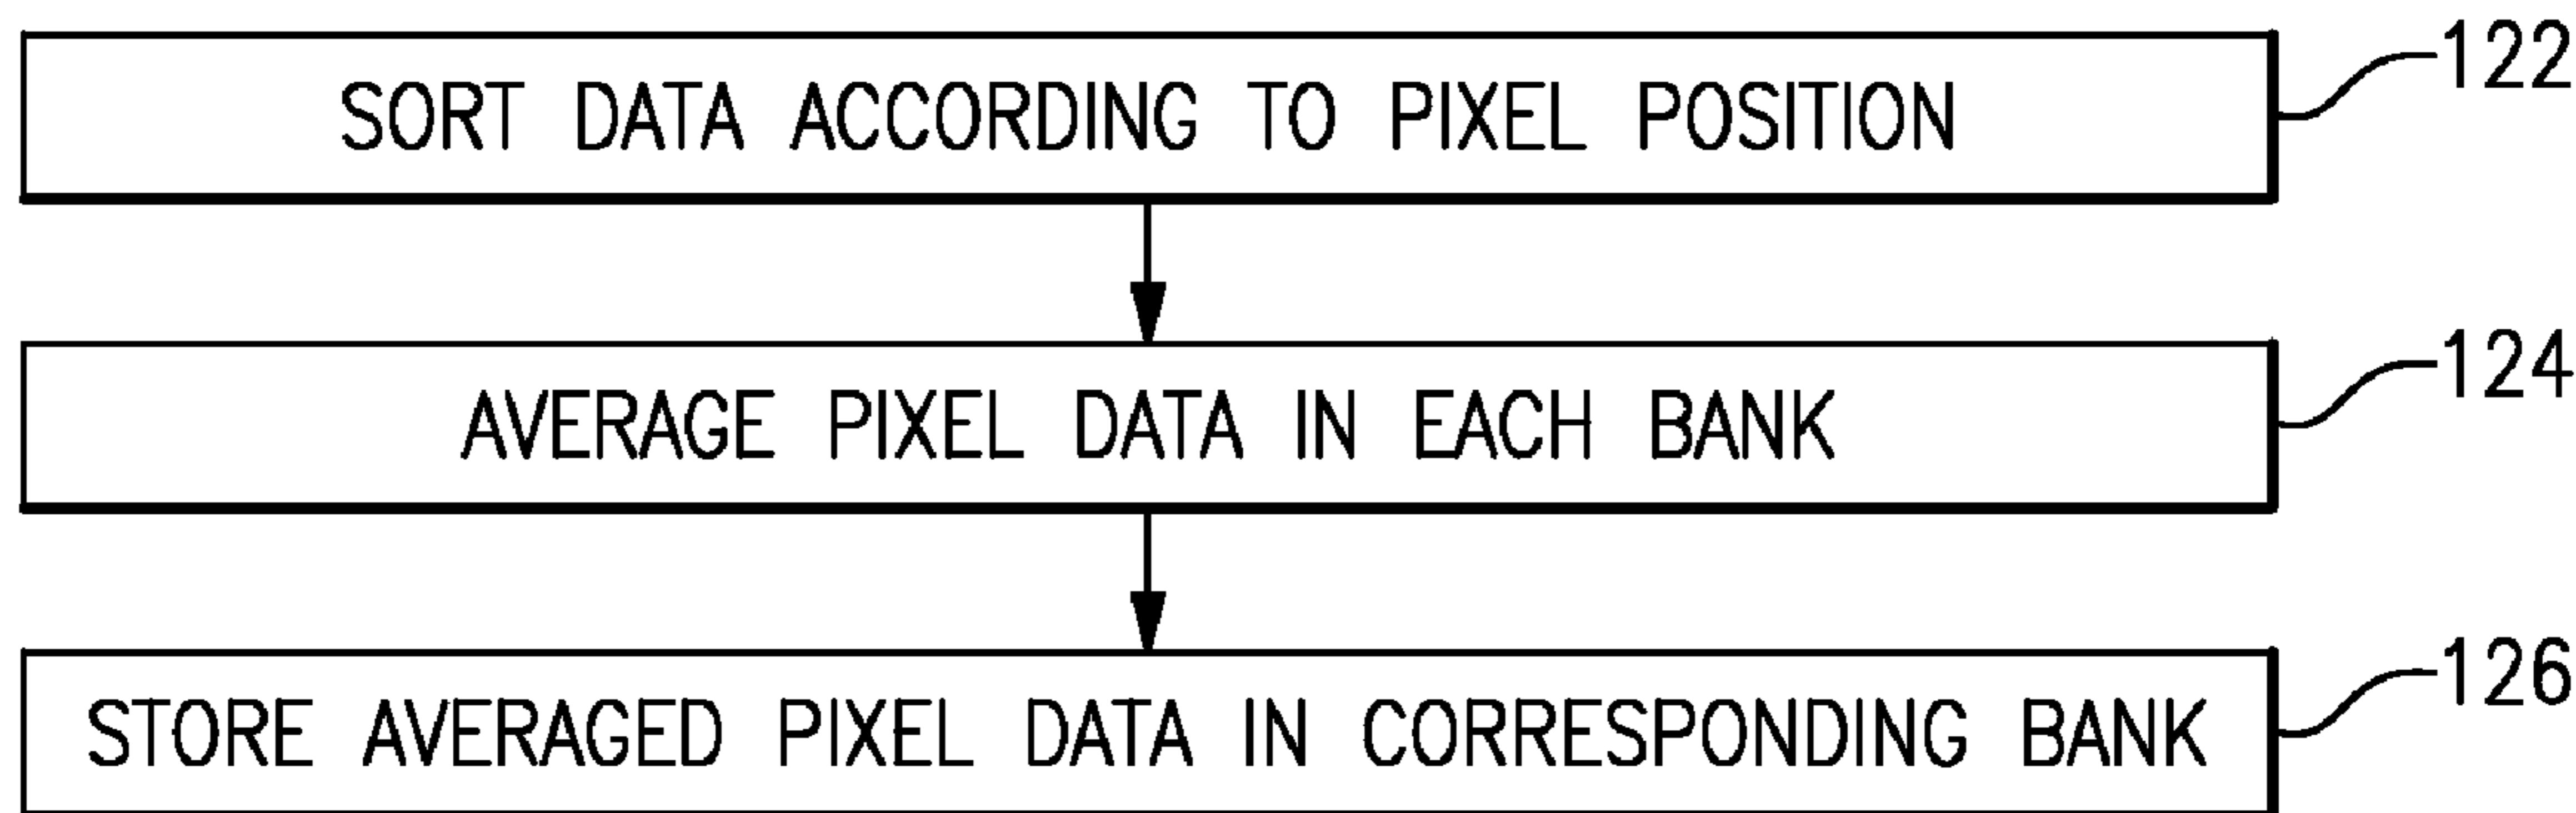 SORT DATA ACCORDING TO PIXEL POSITION
122
AVERAGE PIXEL DATA IN EACH BANK
124
STORE AVERAGED PIXEL DATA IN CORRESPONDING BANK
126